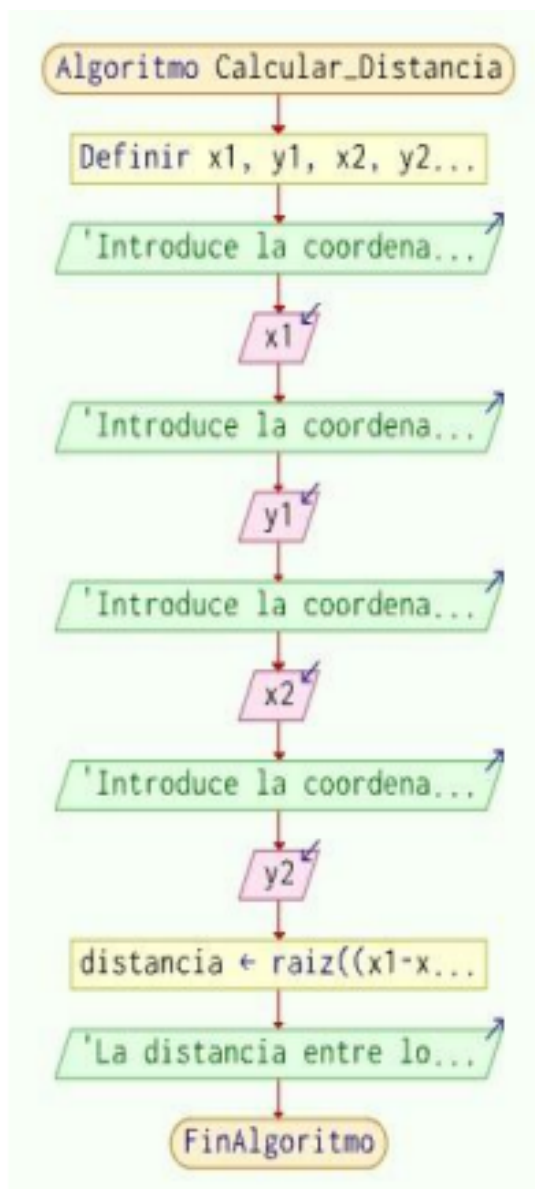 Algoritmo Calcular_Distancia
Definir x1, y1, x2, y2...
'Introduce la coordena...
x1
'Introduce la coordena...
y1
'Introduce la coordena...
x2
'Introduce la coordena...
y2
distancia ← raiz((x1-x...
'La distancia entre lo...
FinAlgoritmo